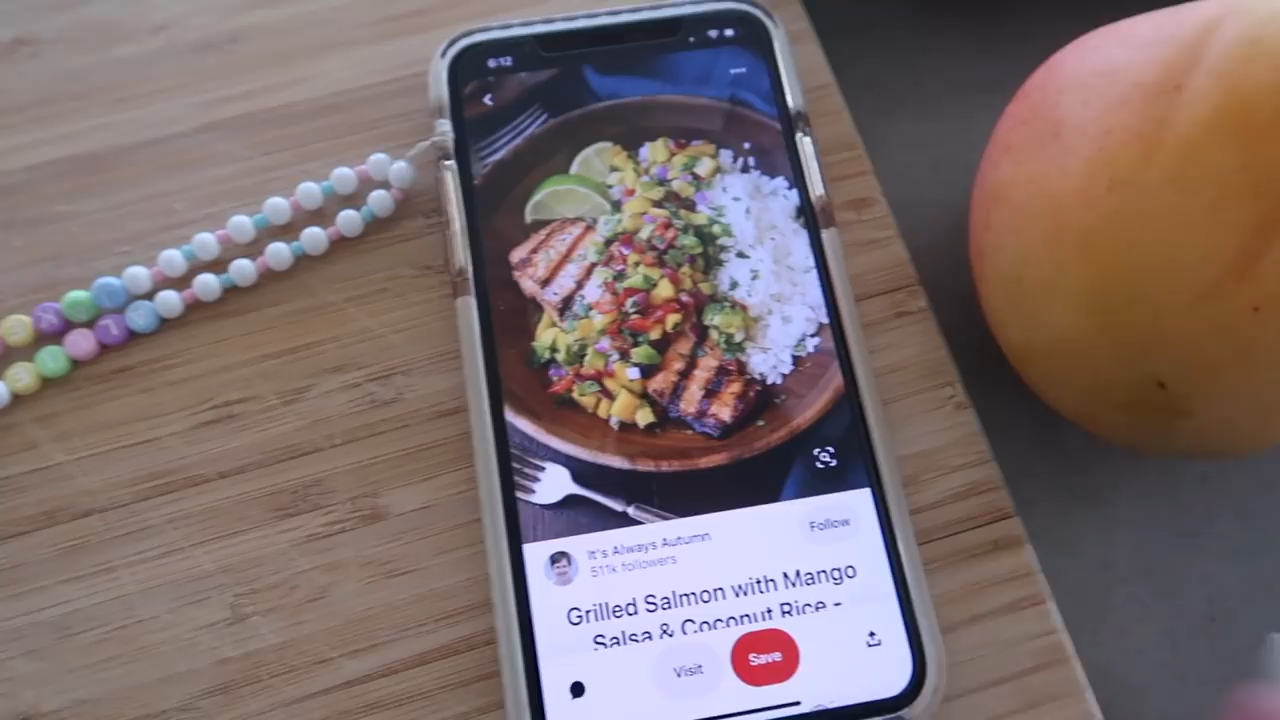 6:12
It's Always Autumn
511k followers
Follow
Grilled Salmon with Mango
Salsa & Coconut Rice -
Visit
Save